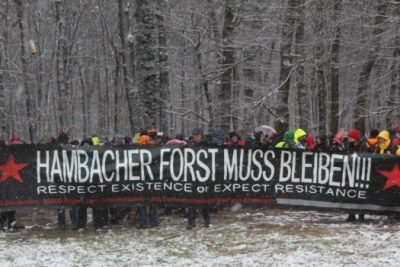 HAMBACHER FORST MUSS BLEIBEN!!!
RESPECT EXISTENCE or EXPECT RESISTANCE